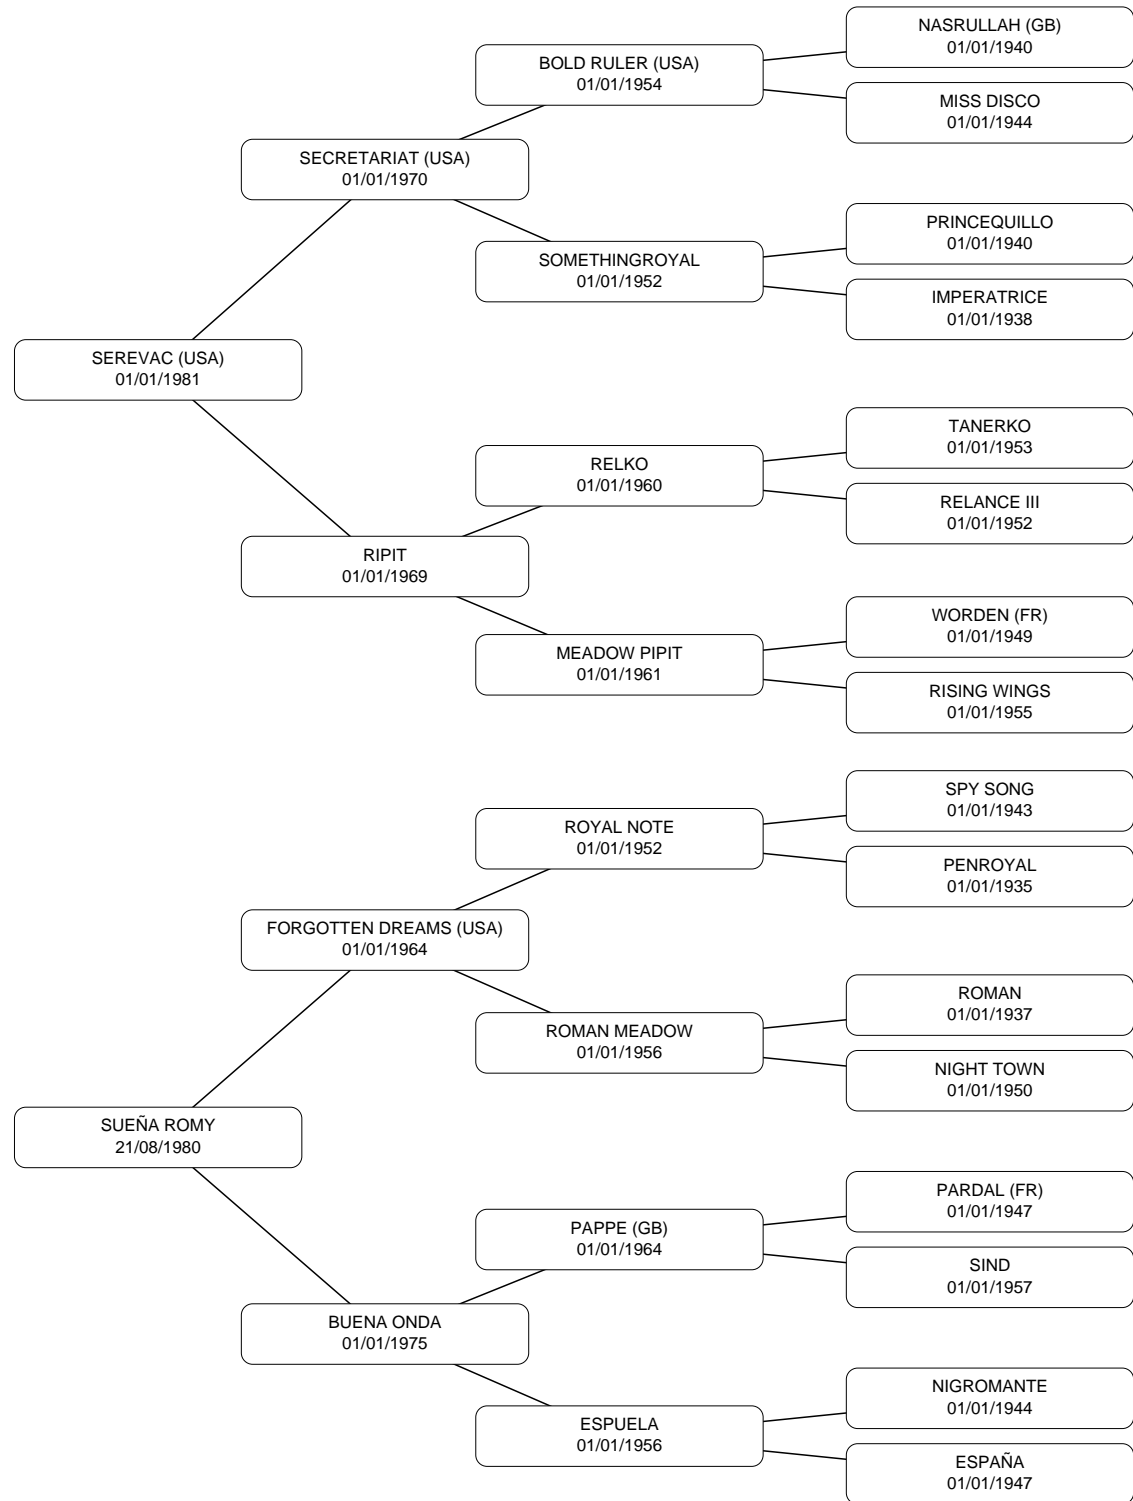 NASRULLAH (GB)
01/01/1940
BOLD RULER (USA)
01/01/1954
MISS DISCO
01/01/1944
SECRETARIAT (USA)
01/01/1970
PRINCEQUILLO
01/01/1940
SOMETHINGROYAL
01/01/1952
IMPERATRICE
01/01/1938
SEREVAC (USA)
01/01/1981
TANERKO
01/01/1953
RELKO
01/01/1960
RELANCE III
01/01/1952
RIPIT
01/01/1969
WORDEN (FR)
01/01/1949
MEADOW PIPIT
01/01/1961
RISING WINGS
01/01/1955
SPY SONG
01/01/1943
ROYAL NOTE
01/01/1952
PENROYAL
01/01/1935
FORGOTTEN DREAMS (USA)
01/01/1964
ROMAN
01/01/1937
ROMAN MEADOW
01/01/1956
NIGHT TOWN
01/01/1950
SUEÑA ROMY
21/08/1980
PARDAL (FR)
01/01/1947
PAPPE (GB)
01/01/1964
SIND
01/01/1957
BUENA ONDA
01/01/1975
NIGROMANTE
01/01/1944
ESPUELA
01/01/1956
ESPAÑA
01/01/1947